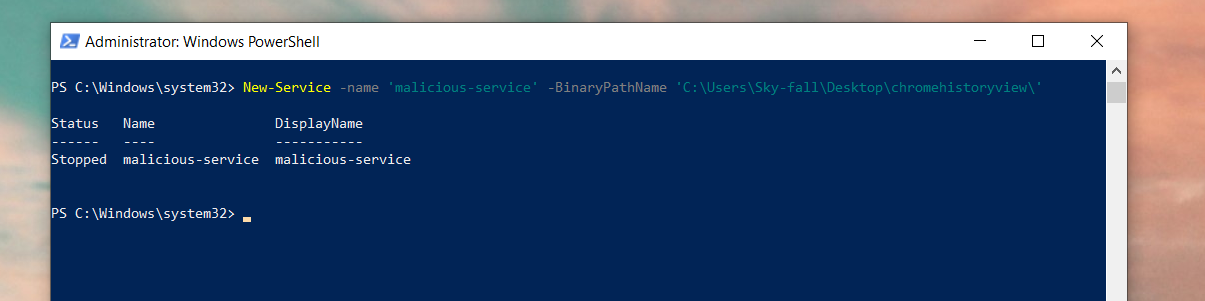 Administrator: Windows PowerShell
PS C:\Windows\system32> New-Service -name 'malicious-service' -BinaryPathName 'C:\Users\Sky-fall\Desktop\chromehistoryview\'
Status   Name               DisplayName
------   ----               -----------
Stopped  malicious-service  malicious-service
PS C:\Windows\system32>